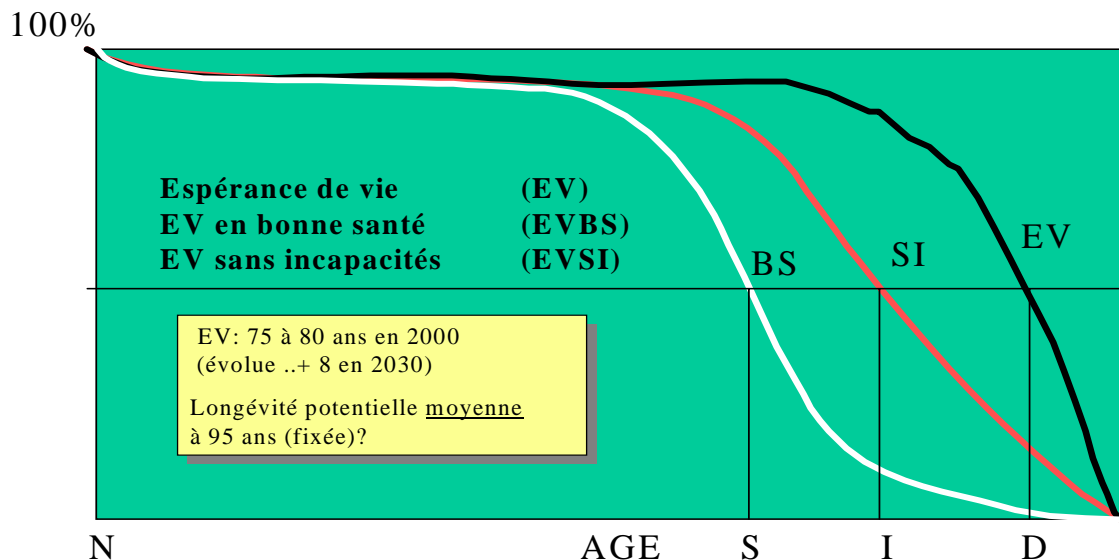 100%
Espérance de vie (EV)
EV en bonne santé (EVBS)
EV sans incapacités (EVSI)
BS
SI
EV
EV: 75 à 80 ans en 2000
(évolue ..+ 8 en 2030)
Longévité potentielle moyenne
à 95 ans (fixée)?
N AGE S I D